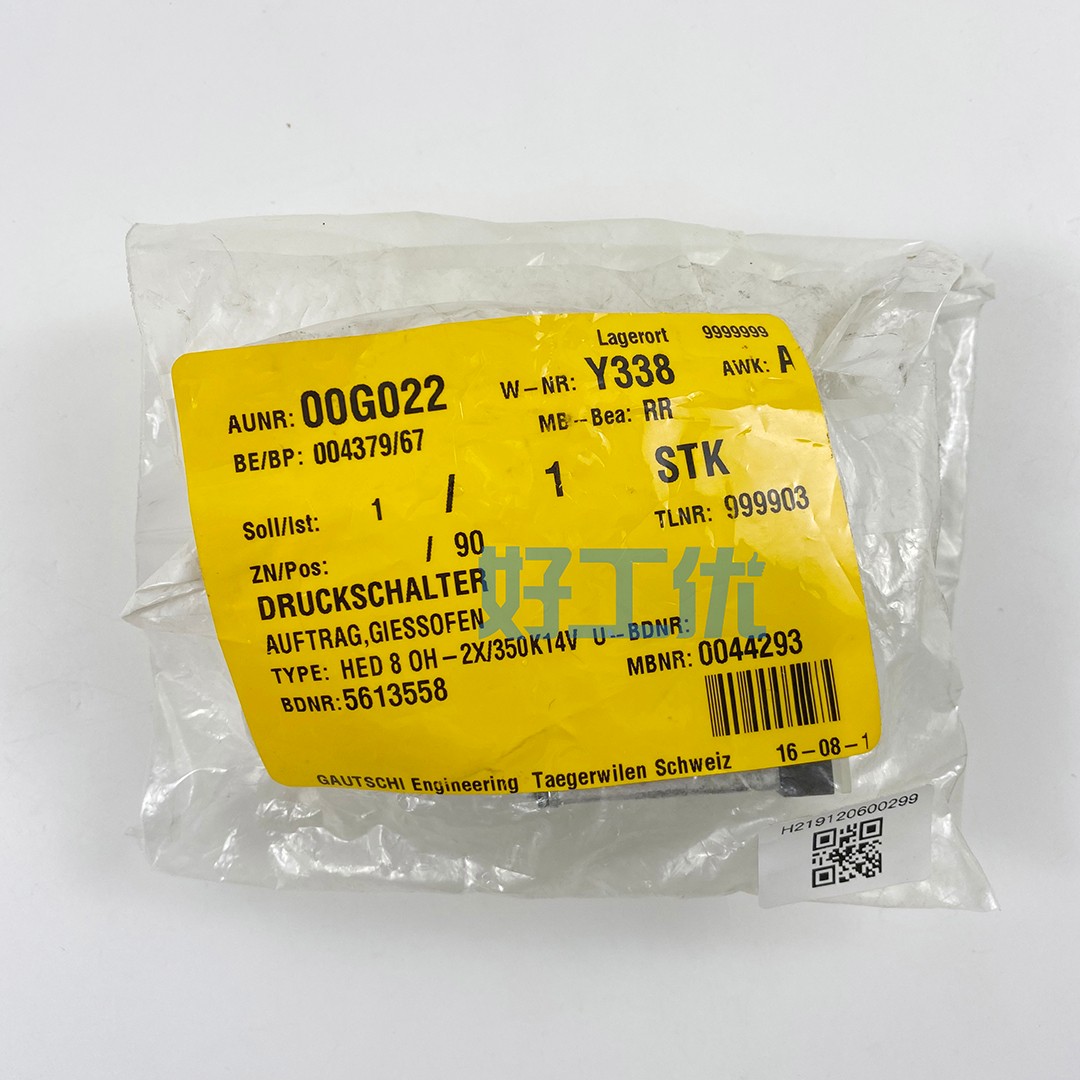 Lagerort 9999999
AUNR: 00G022 W-NR: Y338 AWK: A
BE/BP: 004379/67 MB--Bea: RR
Soll/Ist: 1 / 1 STK
ZN/Pos: / 90 TLNR: 999903
DRUCKSCHALTER
AUFTRAG,GIESSOFEN
TYPE: HED 8 OH-2X/350K14V U--BDNR:
BDNR:5613558 MBNR: 0044293
GAUTSCHI Engineering Taegerwilen Schweiz 16-08-1
H219120600299
好工优